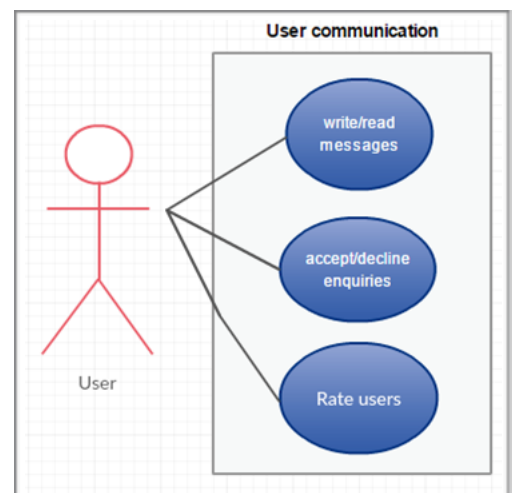 User communication
write/read
messages
accept/decline
enquiries
User
Rate users